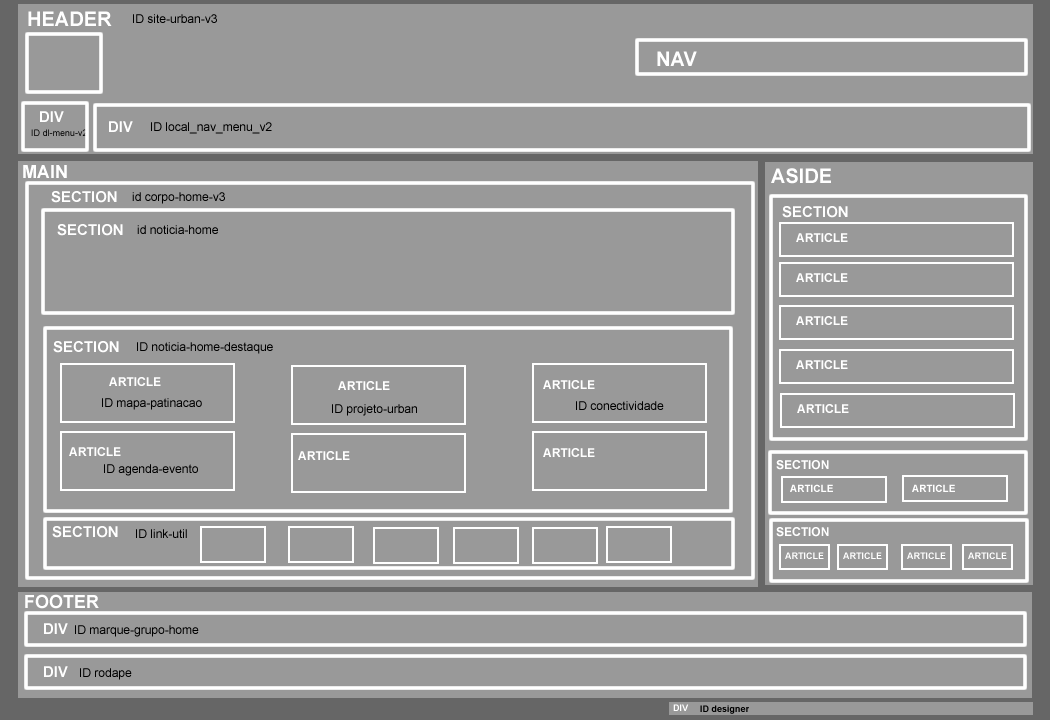 HEADER ID site-urban-v3
NAV
DIV
ID dl-menu-v2
DIV ID local_nav_menu_v2
MAIN
SECTION id corpo-home-v3
SECTION id noticia-home
SECTION ID noticia-home-destaque
ARTICLE
ID mapa-patinacao
ARTICLE
ID projeto-urban
ARTICLE
ID conectividade
ARTICLE
ID agenda-evento
ARTICLE
ARTICLE
SECTION ID link-util
ASIDE
SECTION
ARTICLE
ARTICLE
ARTICLE
ARTICLE
ARTICLE
SECTION
ARTICLE ARTICLE
SECTION
ARTICLE ARTICLE ARTICLE ARTICLE
FOOTER
DIV ID marque-grupo-home
DIV ID rodape
DIV ID designer